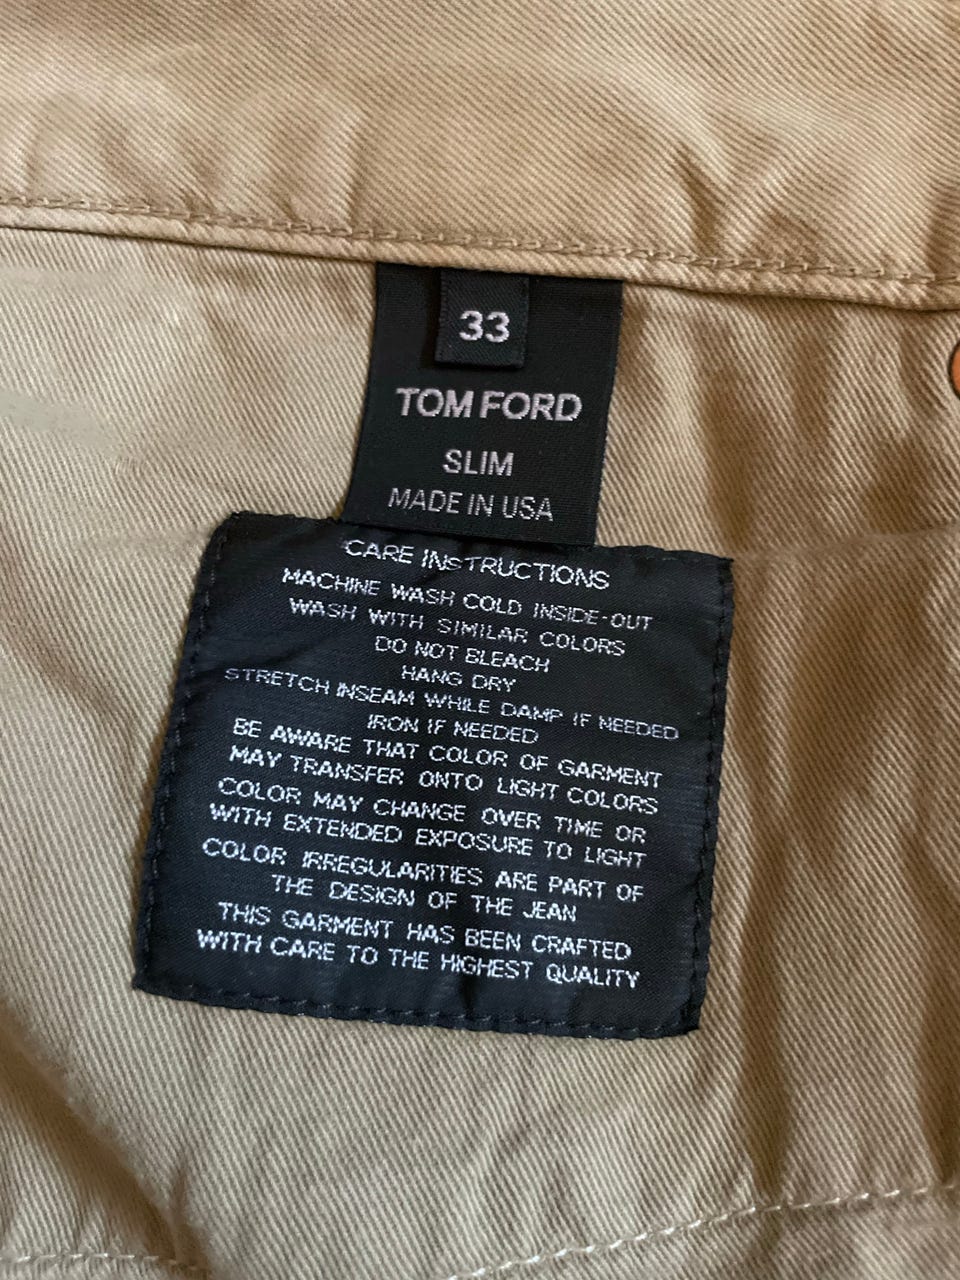 33
TOM FORD
SLIM
MADE IN USA
CARE INSTRUCTIONS
MACHINE WASH COLD INSIDE-OUT
WASH WITH SIMILAR COLORS
DO NOT BLEACH
HANG DRY
STRETCH INSEAM WHILE DAMP IF NEEDED
IRON IF NEEDED
BE AWARE THAT COLOR OF GARMENT
MAY TRANSFER ONTO LIGHT COLORS
COLOR MAY CHANGE OVER TIME OR
WITH EXTENDED EXPOSURE TO LIGHT
COLOR IRREGULARITIES ARE PART OF
THE DESIGN OF THE JEAN
THIS GARMENT HAS BEEN CRAFTED
WITH CARE TO THE HIGHEST QUALITY